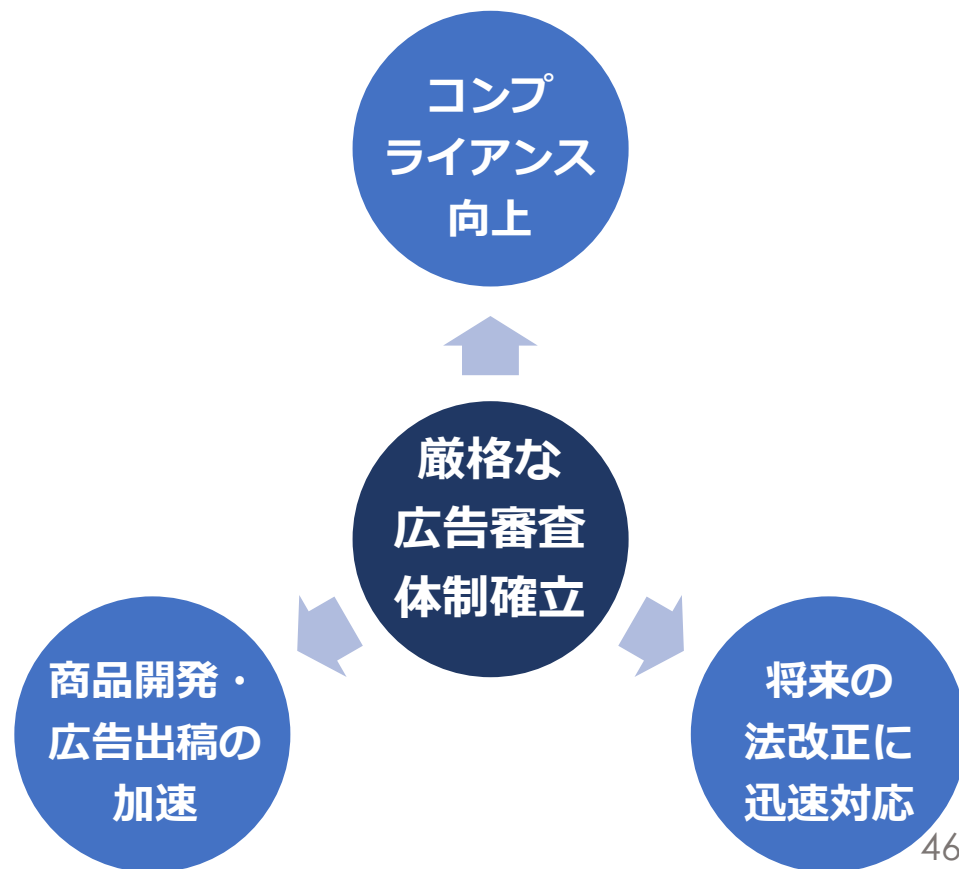 コンプ
ライアンス
向上
厳格な
広告審査
体制確立
商品開発・
広告出稿の
加速
将来の
法改正に
迅速対応
46